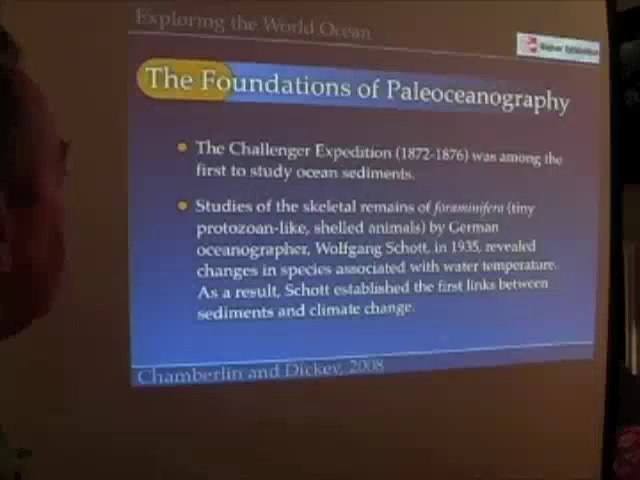 Exploring the World Ocean
Higher Education
The Foundations of Paleoceanography
The Challenger Expedition (1872-1876) was among the
first to study ocean sediments.
Studies of the skeletal remains of foraminifera (tiny
protozoan-like, shelled animals) by German
oceanographer, Wolfgang Schott, in 1935, revealed
changes in species associated with water temperature.
As a result, Schott established the first links between
sediments and climate change.
Chamberlin and Dickey, 2008